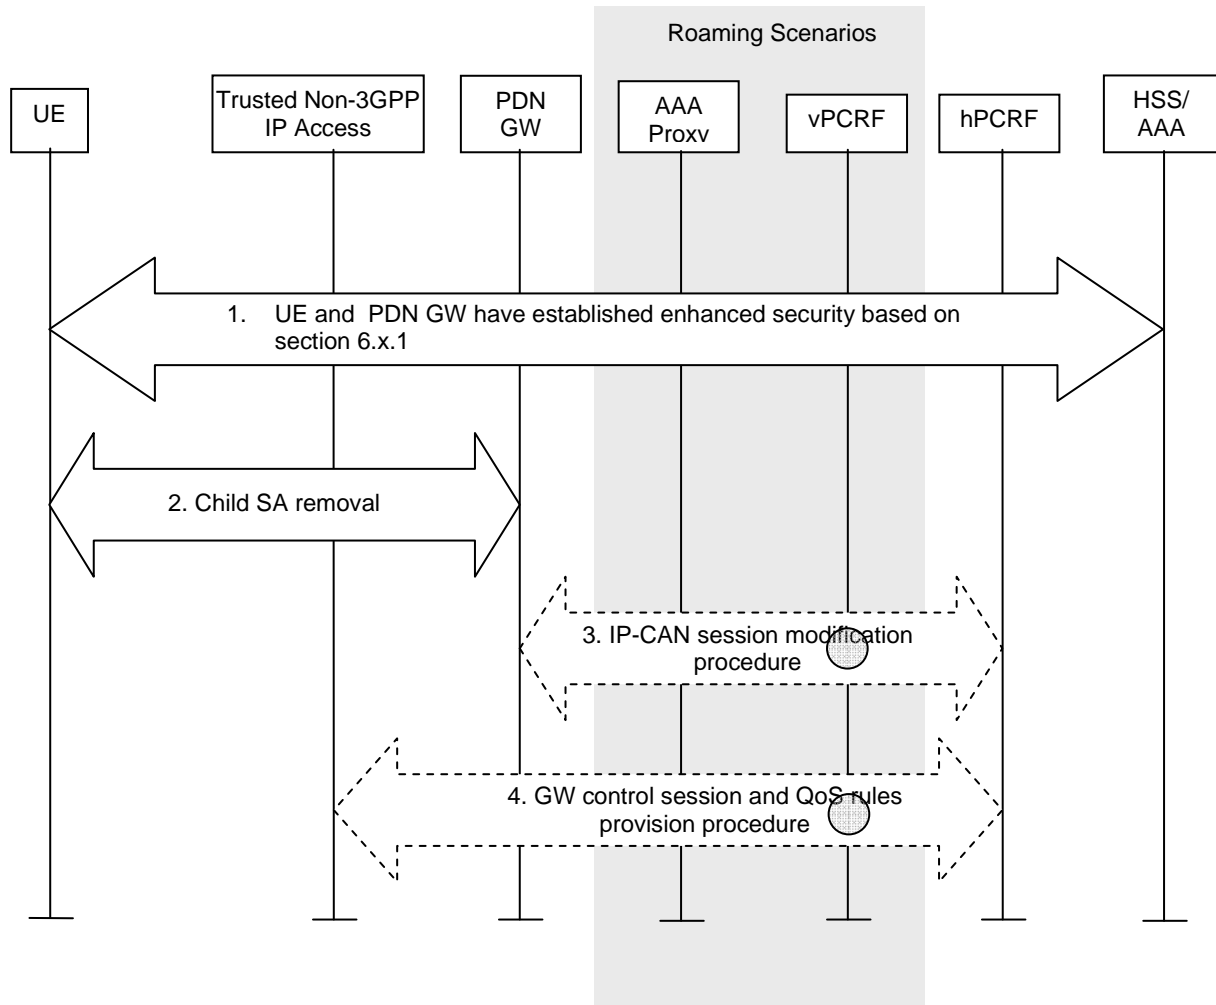 Roaming Scenarios
UE
Trusted Non-3GPP
IP Access
PDN
GW
AAA
Proxy
vPCRF
hPCRF
HSS/
AAA
1. UE and PDN GW have established enhanced security based on
section 6.x.1
2. Child SA removal
3. IP-CAN session modification
procedure
4. GW control session and QoS rules
provision procedure